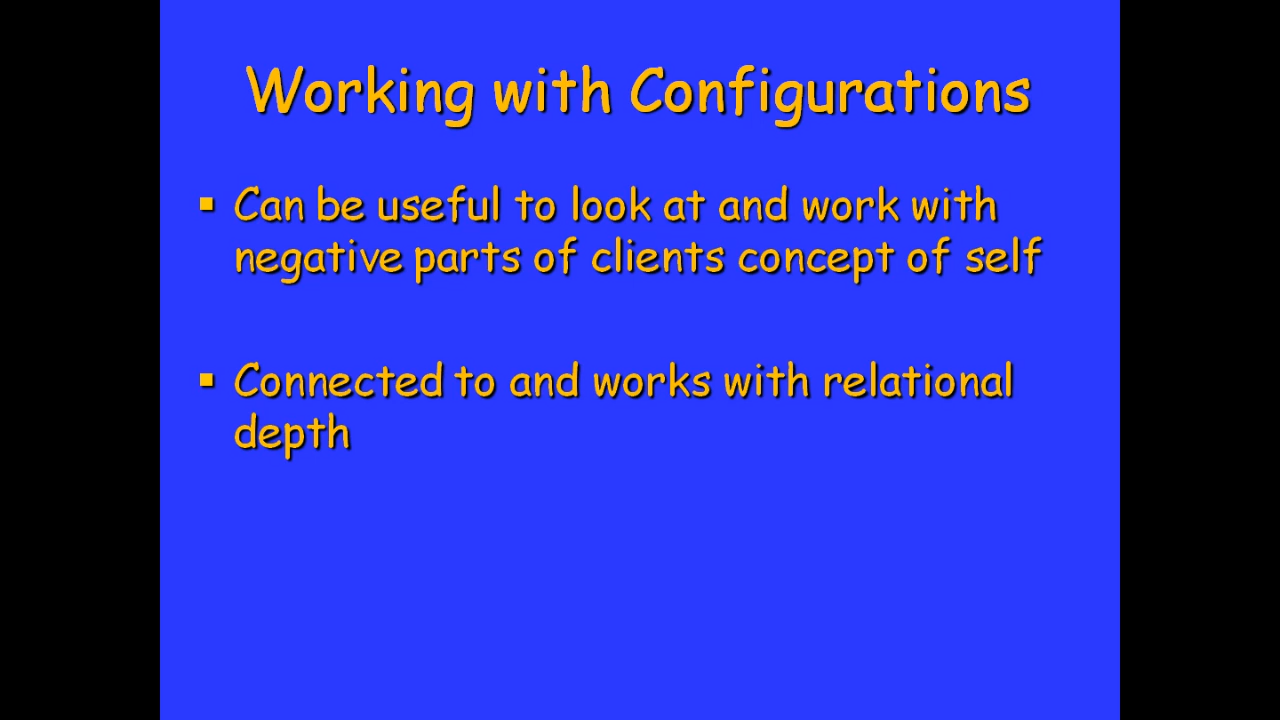 Working with Configurations
▪ Can be useful to look at and work with
negative parts of clients concept of self
▪ Connected to and works with relational
depth